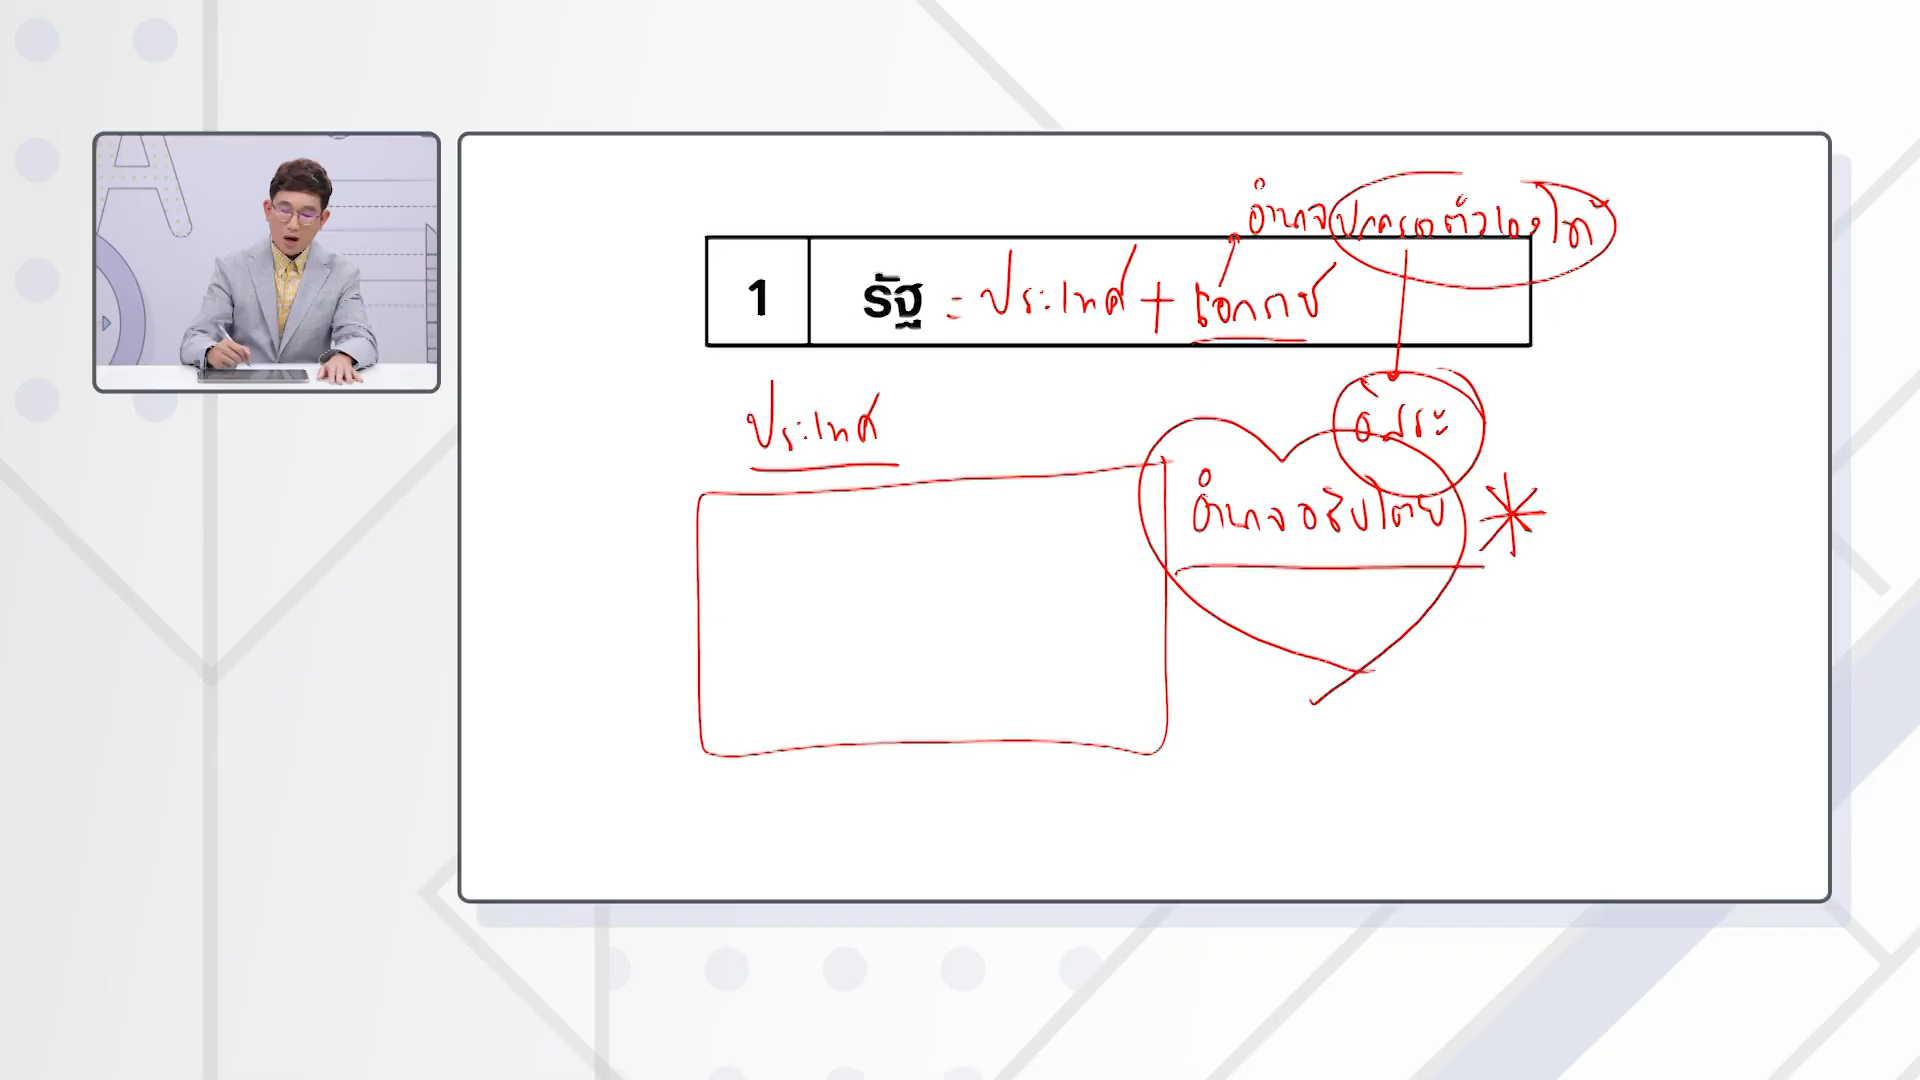 อำนาจปกครองตัวเองได้
1 รัฐ = ประเทศ + เอกราช
ประเทศ
อิสระ
อำนาจอธิปไตย *
A